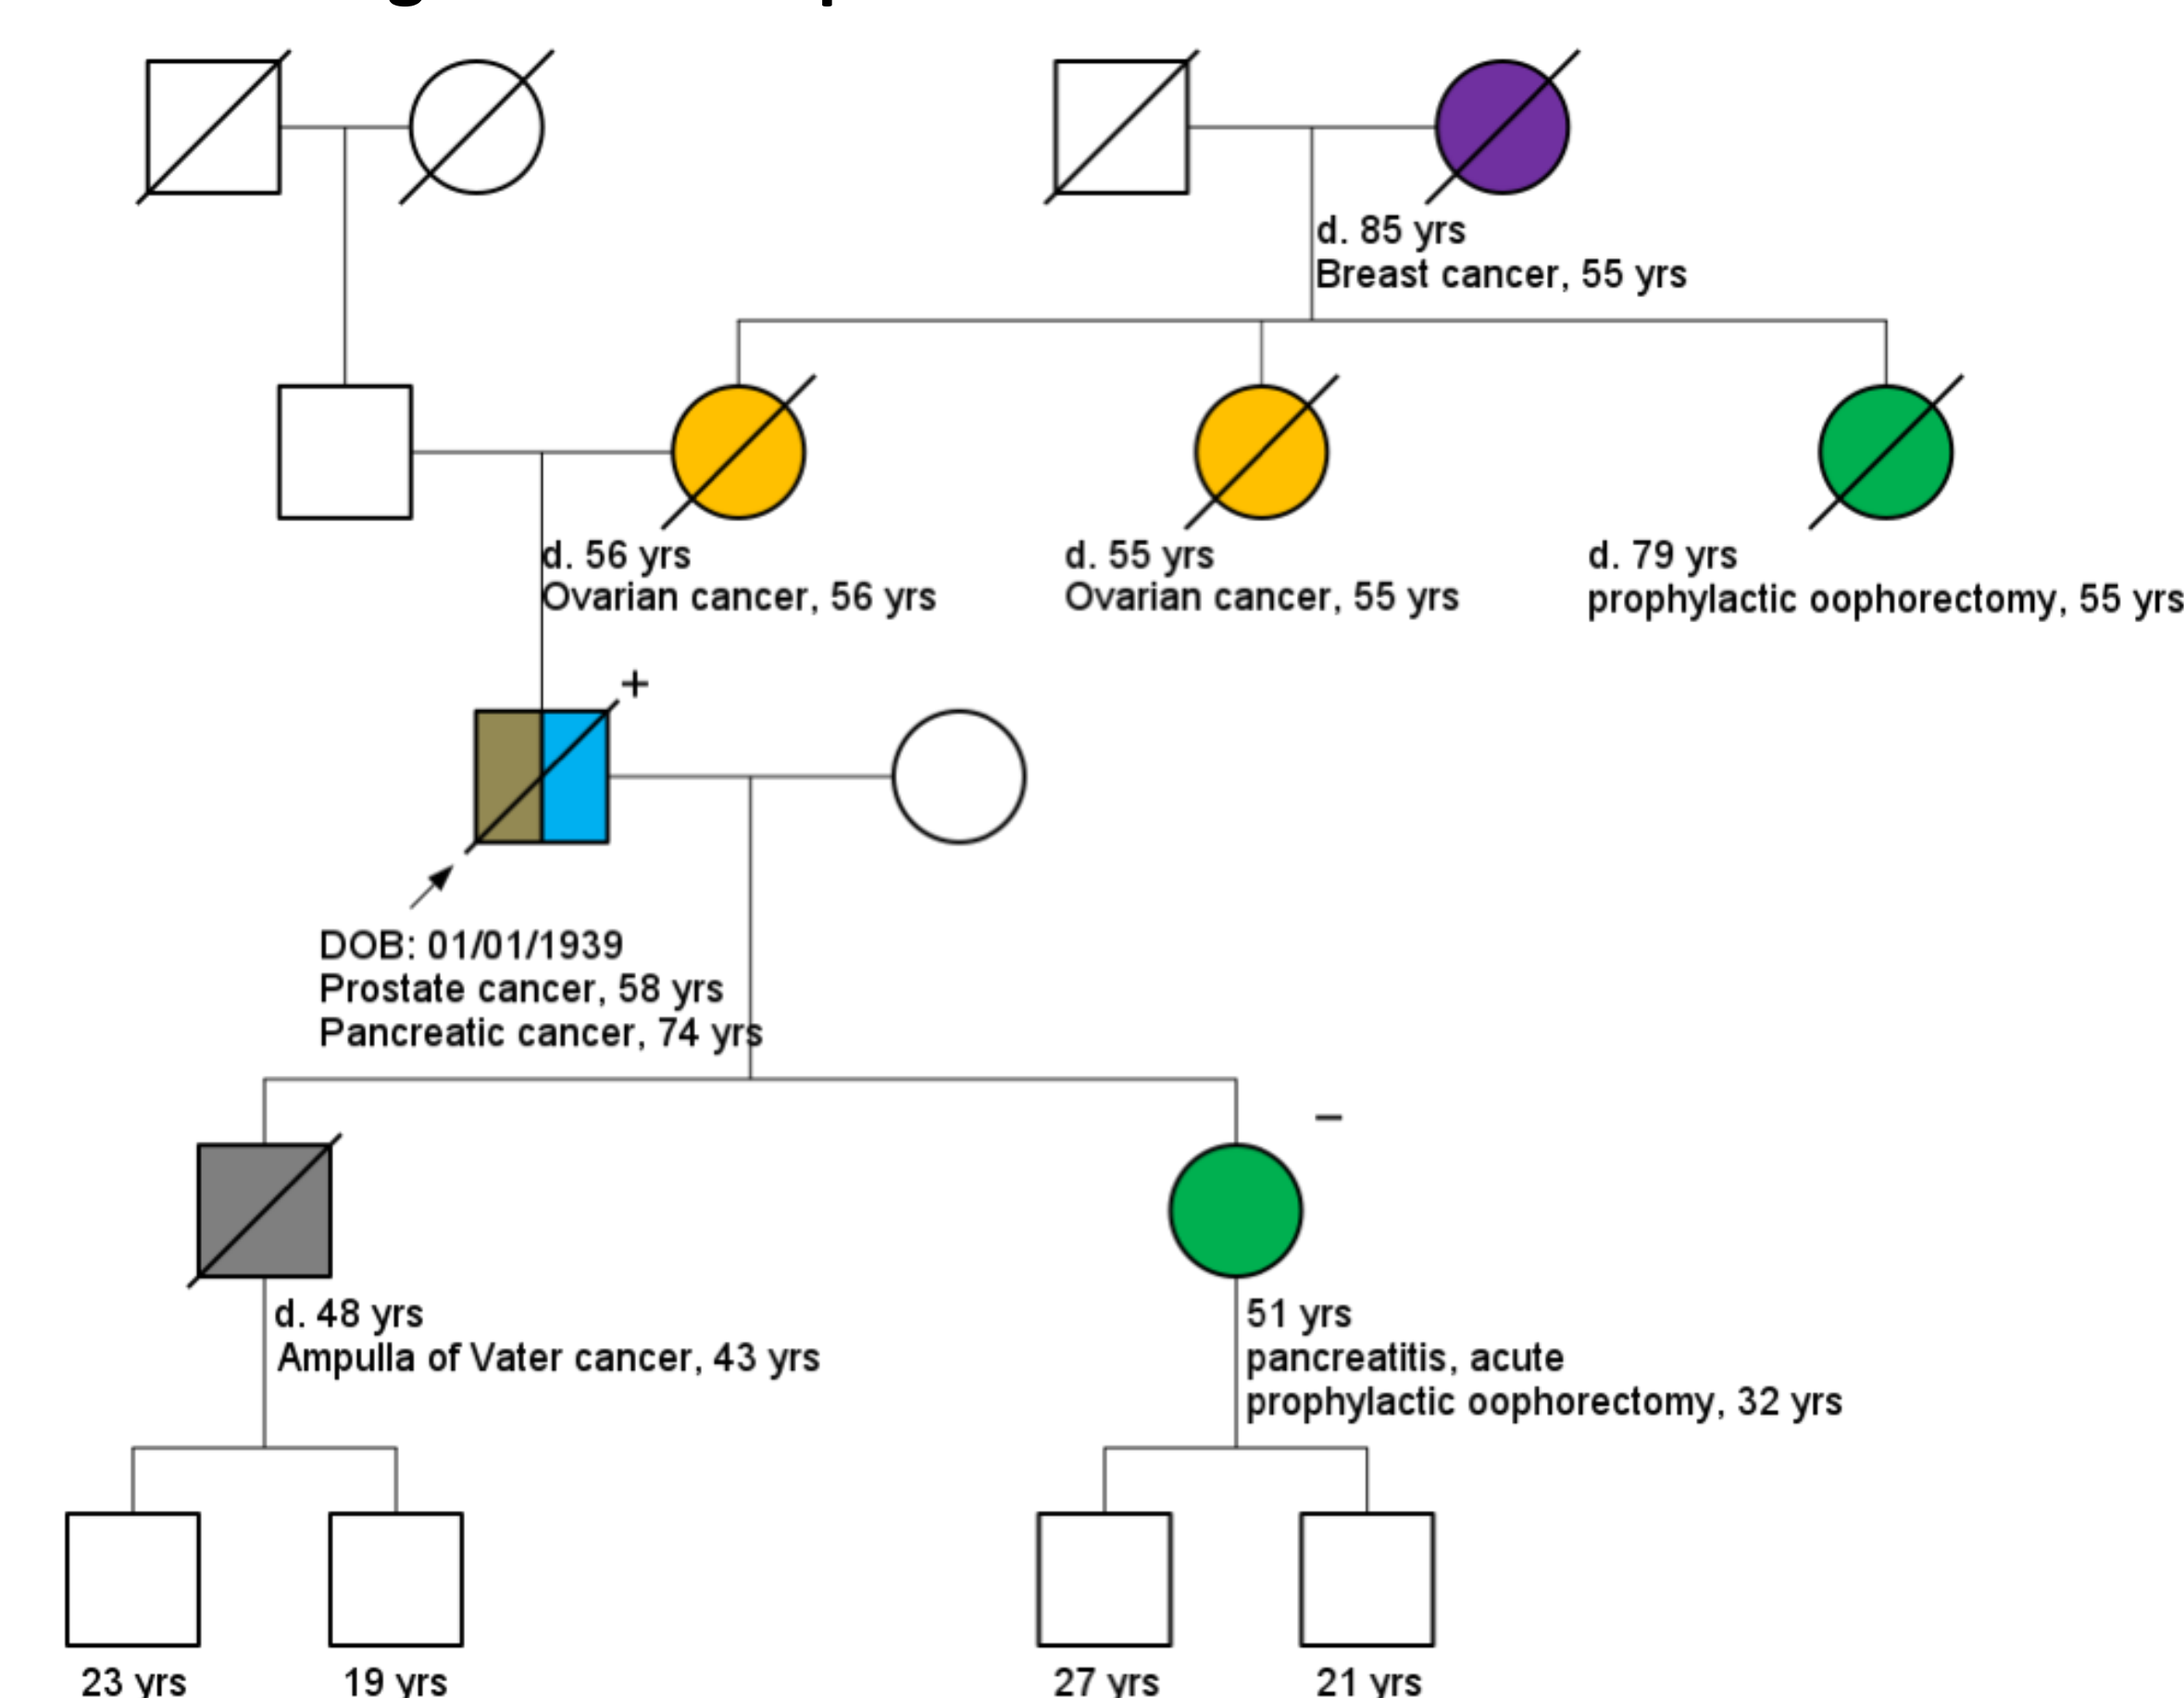 d. 85 yrs
Breast cancer, 55 yrs
d. 56 yrs
Ovarian cancer, 56 yrs
d. 55 yrs
Ovarian cancer, 55 yrs
d. 79 yrs
prophylactic oophorectomy, 55 yrs
+
DOB: 01/01/1939
Prostate cancer, 58 yrs
Pancreatic cancer, 74 yrs
–
d. 48 yrs
Ampulla of Vater cancer, 43 yrs
51 yrs
pancreatitis, acute
prophylactic oophorectomy, 32 yrs
23 yrs
19 yrs
27 yrs
21 yrs